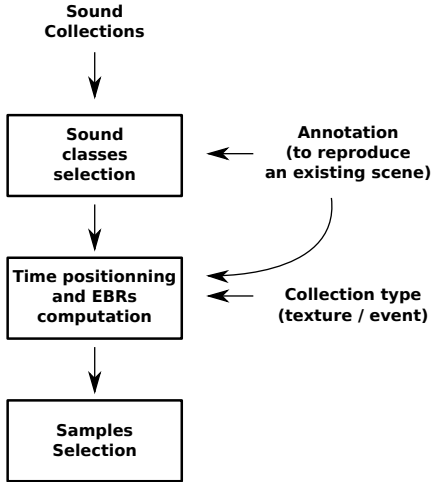 Sound
Collections
Sound
classes
selection
Annotation
(to reproduce
an existing scene)
Time positionning
and EBRs
computation
Collection type
(texture / event)
Samples
Selection